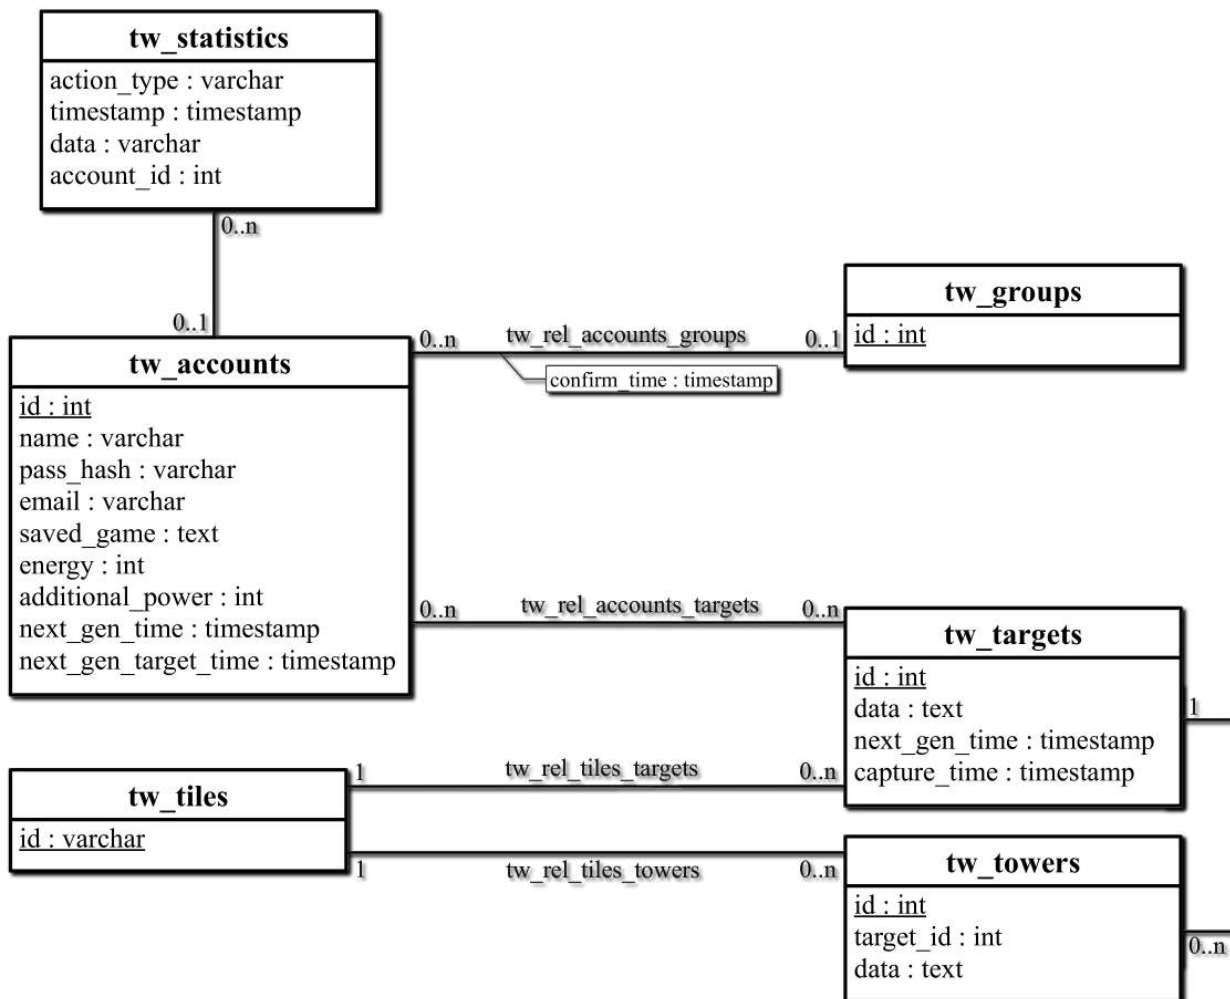 tw_statistics
action_type : varchar
timestamp : timestamp
data : varchar
account_id : int
0..n
0..1
tw_accounts
id : int
name : varchar
pass_hash : varchar
email : varchar
saved_game : text
energy : int
additional_power : int
next_gen_time : timestamp
next_gen_target_time : timestamp
0..n
tw_rel_accounts_groups
0..1
confirm_time : timestamp
tw_groups
id : int
0..n
tw_rel_accounts_targets
0..n
tw_targets
id : int
data : text
next_gen_time : timestamp
capture_time : timestamp
1
tw_tiles
id : varchar
1
tw_rel_tiles_targets
0..n
1
tw_rel_tiles_towers
0..n
tw_towers
id : int
target_id : int
data : text
0..n